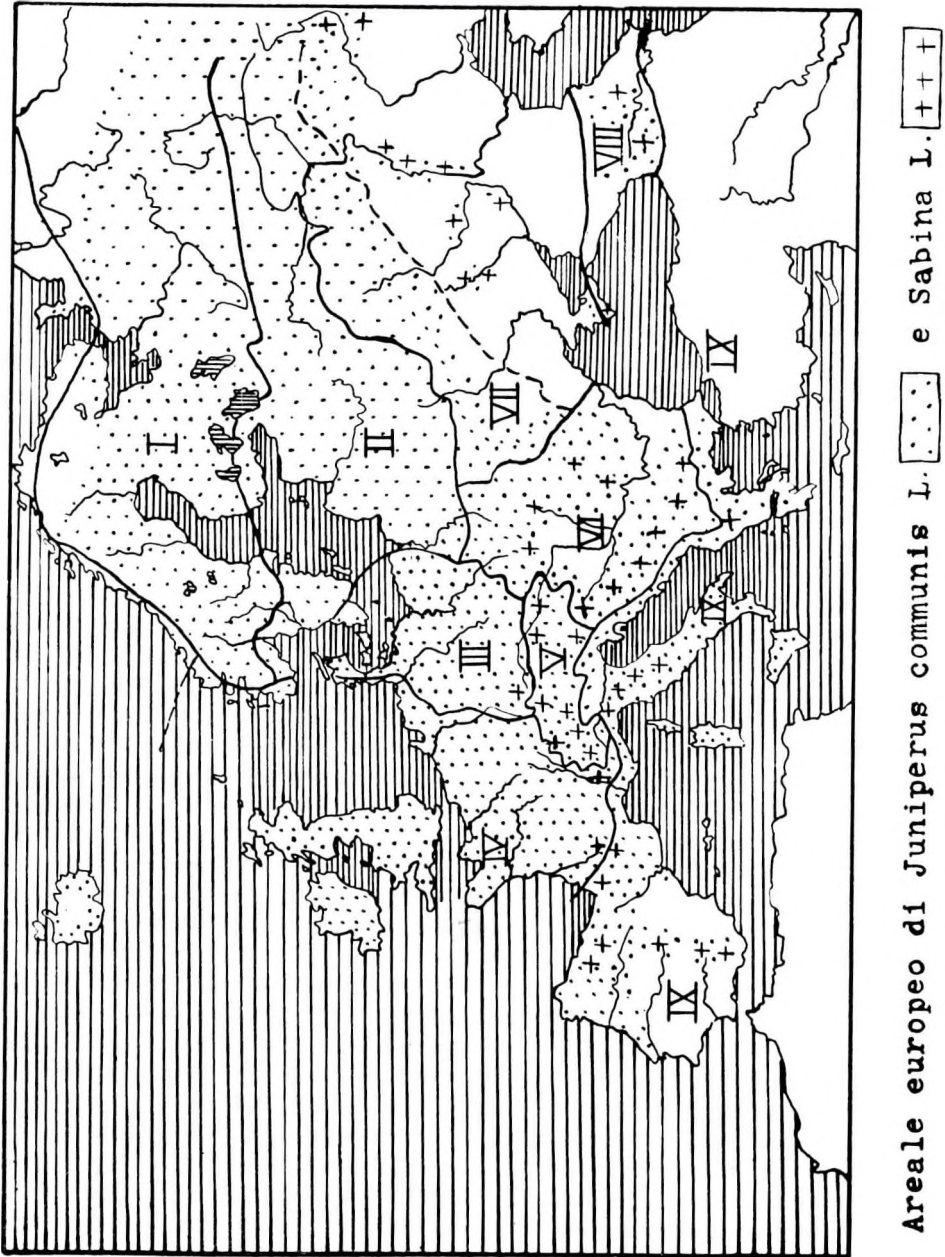 I
II
III
IV
V
VI
VII
VIII
IX
IX
IX
Areale europeo di Juniperus communis L. e Sabina L. + + +